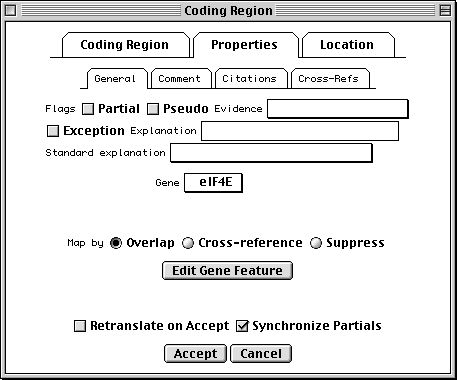 Coding Region
Coding Region Properties Location
General Comment Citations Cross-Refs
Flags Partial Pseudo Evidence
Exception Explanation
Standard explanation
Gene eIF4E
Map by Overlap Cross-reference Suppress
Edit Gene Feature
Retranslate on Accept Synchronize Partials
Accept Cancel